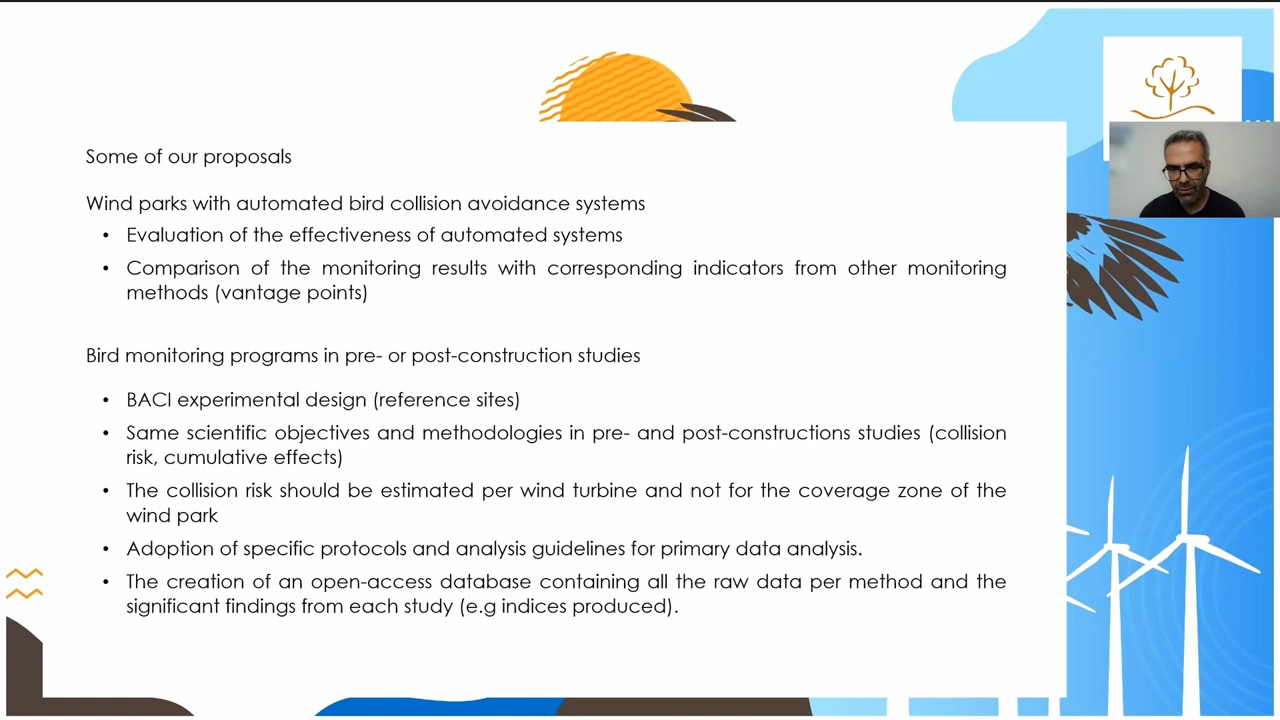 Some of our proposals
Wind parks with automated bird collision avoidance systems
• Evaluation of the effectiveness of automated systems
• Comparison of the monitoring results with corresponding indicators from other monitoring
methods (vantage points)
Bird monitoring programs in pre- or post-construction studies
• BACI experimental design (reference sites)
• Same scientific objectives and methodologies in pre- and post-constructions studies (collision
risk, cumulative effects)
• The collision risk should be estimated per wind turbine and not for the coverage zone of the
wind park
• Adoption of specific protocols and analysis guidelines for primary data analysis.
• The creation of an open-access database containing all the raw data per method and the
significant findings from each study (e.g indices produced).